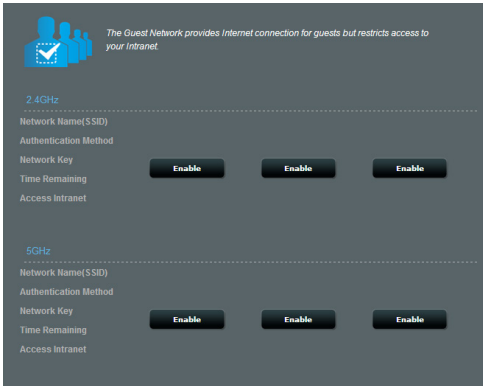 The Guest Network provides Internet connection for guests but restricts access to
your Intranet.
2.4GHz
Network Name(SSID)
Authentication Method
Network Key
Time Remaining
Access Intranet
Enable Enable Enable
5GHz
Network Name(SSID)
Authentication Method
Network Key
Time Remaining
Access Intranet
Enable Enable Enable